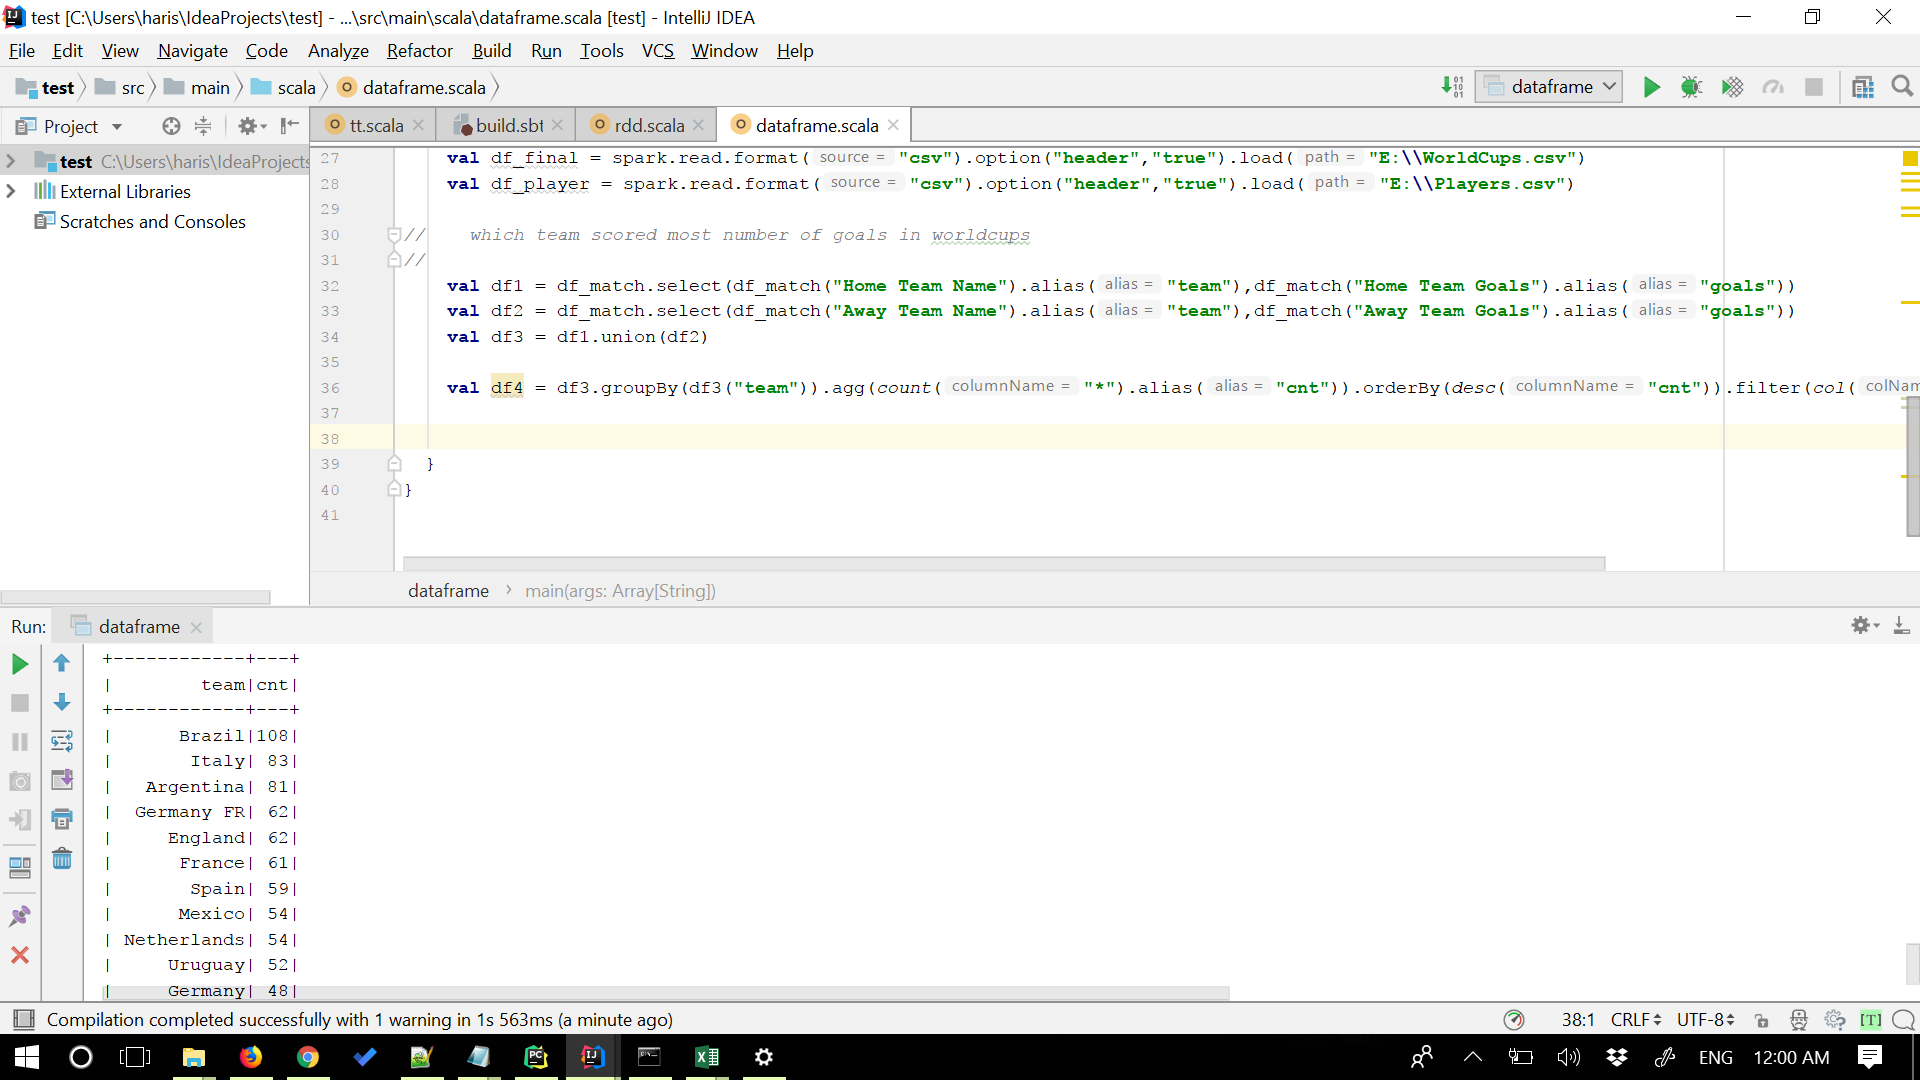 test [C:\Users\haris\IdeaProjects\test] - ...\src\main\scala\dataframe.scala [test] - IntelliJ IDEA
File Edit View Navigate Code Analyze Refactor Build Run Tools VCS Window Help
test src main scala dataframe.scala dataframe
Project tt.scala build.sbt rdd.scala dataframe.scala
test C:\Users\haris\IdeaProjects
External Libraries
Scratches and Consoles
27 val df_final = spark.read.format( source = "csv").option("header","true").load( path = "E:\\WorldCups.csv")
28 val df_player = spark.read.format( source = "csv").option("header","true").load( path = "E:\\Players.csv")
29
30 // which team scored most number of goals in worldcups
31 //
32 val df1 = df_match.select(df_match("Home Team Name").alias( alias = "team"),df_match("Home Team Goals").alias( alias = "goals"))
33 val df2 = df_match.select(df_match("Away Team Name").alias( alias = "team"),df_match("Away Team Goals").alias( alias = "goals"))
34 val df3 = df1.union(df2)
35
36 val df4 = df3.groupBy(df3("team")).agg(count( columnName = "*").alias( alias = "cnt")).orderBy(desc( columnName = "cnt")).filter(col( colNam
37
38
39 }
40 }
41
dataframe › main(args: Array[String])
Run: dataframe
+------------+---+
| team|cnt|
+------------+---+
| Brazil|108|
| Italy| 83|
| Argentina| 81|
| Germany FR| 62|
| England| 62|
| France| 61|
| Spain| 59|
| Mexico| 54|
| Netherlands| 54|
| Uruguay| 52|
| Germany| 48|
Compilation completed successfully with 1 warning in 1s 563ms (a minute ago) 38:1 CRLF UTF-8 [T]
ENG 12:00 AM